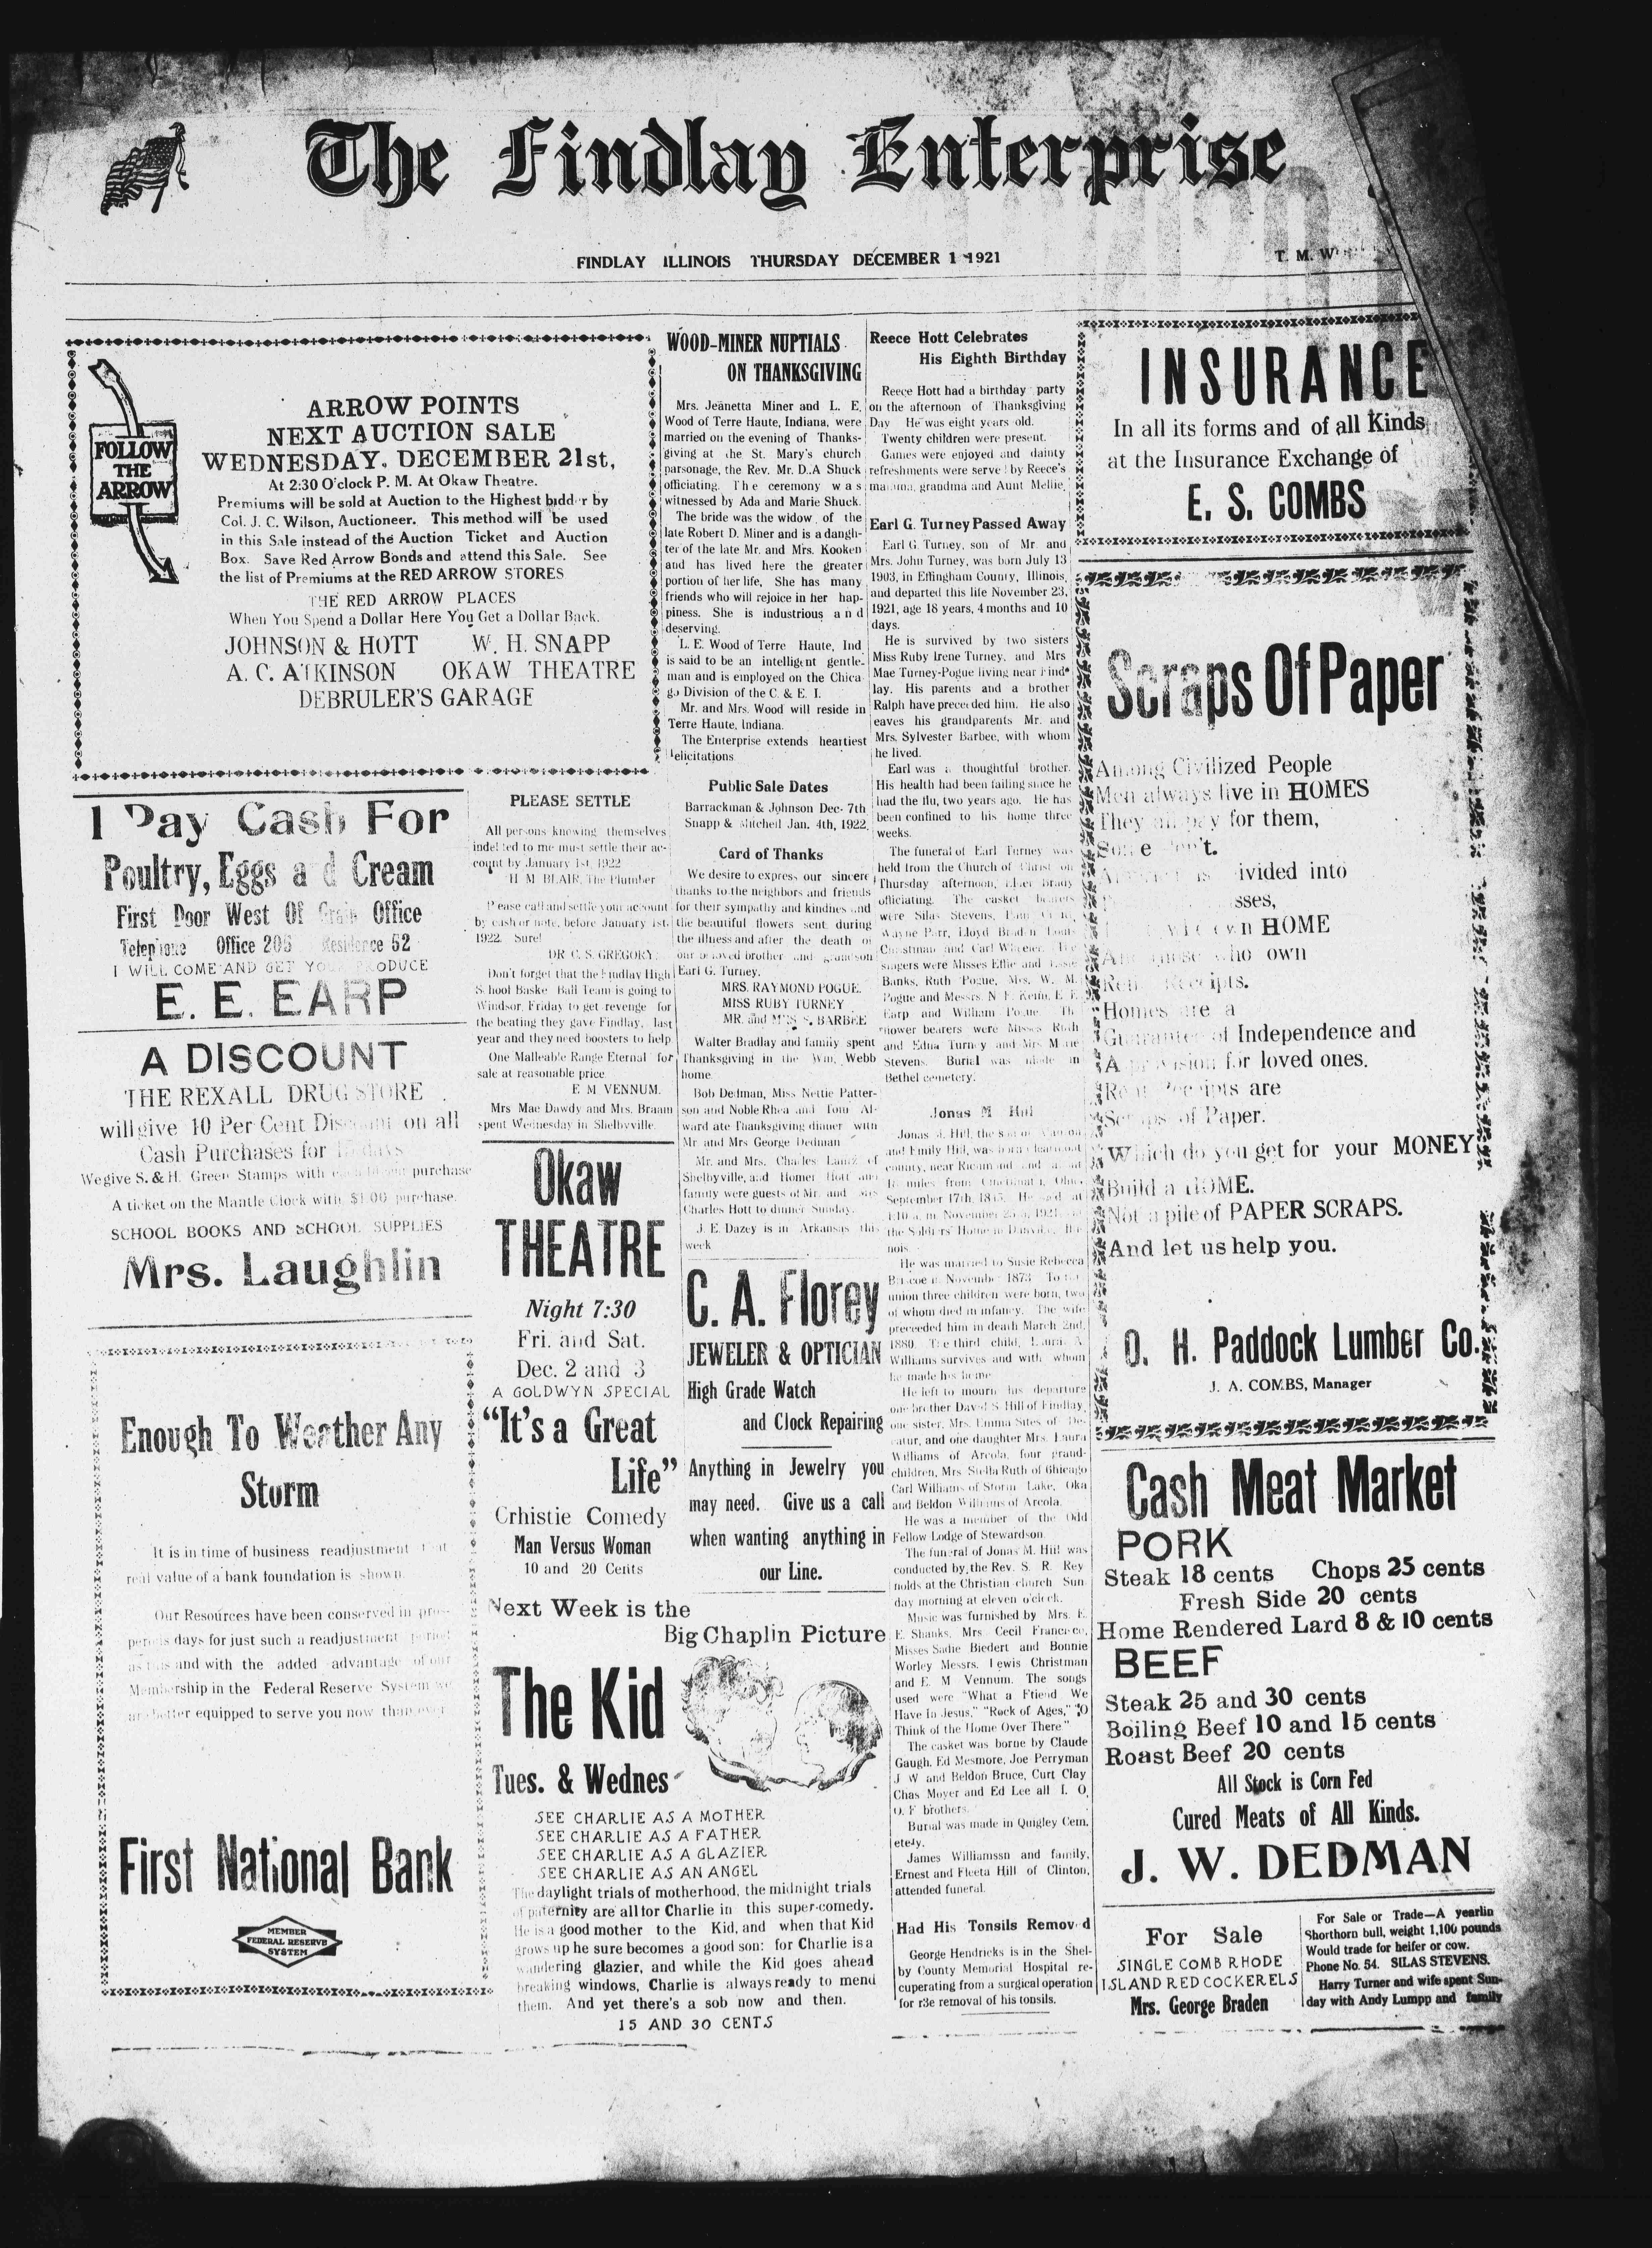 The Findlay Enterprise
FINDLAY ILLINOIS THURSDAY DECEMBER 1 1921
T. M.
FOLLOW
THE
ARROW
ARROW POINTS
NEXT AUCTION SALE
WEDNESDAY, DECEMBER 21st,
At 2:30 O'clock P. M. At Okaw Theatre.
Premiums will be sold at Auction to the Highest bidder by
Col. J. C. Wilson, Auctioneer. This method will be used
in this Sale instead of the Auction Ticket and Auction
Box. Save Red Arrow Bonds and attend this Sale. See
the list of Premiums at the RED ARROW STORES
THE RED ARROW PLACES
When You Spend a Dollar Here You Get a Dollar Back.
JOHNSON & HOTT W. H. SNAPP
A. C. ATKINSON OKAW THEATRE
DEBRULER'S GARAGE
I Pay Cash For
Poultry, Eggs a d Cream
First Door West Of Grain Office
Telephone Office 206 Residence 52
I WILL COME AND GET YOUR PRODUCE
E. E. EARP
A DISCOUNT
THE REXALL DRUG STORE
will give 10 Per Cent Discount on all
Cash Purchases for days
We give S. & H. Green Stamps with purchase
A ticket on the Mantle Clock with $1.00 purchase.
SCHOOL BOOKS AND SCHOOL SUPPLIES
Mrs. Laughlin
Enough To Weather Any
Storm
It is in time of business readjustment that
real value of a bank foundation is shown.
Our Resources have been conserved in pros-
perous days for just such a readjustment period
as this and with the added advantage of our
Membership in the Federal Reserve System we
are better equipped to serve you now than ever
First National Bank
MEMBER
FEDERAL RESERVE
SYSTEM
PLEASE SETTLE
All persons knowing themselves
indebted to me must settle their ac-
count by January 1st, 1922
H. M. BLAIR, The Plumber
Please call and settle your account
by cash or note, before January 1st.
1922. Sure!
DR C. S. GREGORY.
Don't forget that the Findlay High
School Basket Ball Team is going to
Windsor Friday to get revenge for
the beating they gave Findlay, last
year and they need boosters to help
One Malleable Range Eternal for
sale at reasonable price.
E. M VENNUM.
Mrs Mae Dawdy and Mrs. Braam
spent Wednesday in Shelbyville.
Okaw
THEATRE
Night 7:30
Fri. and Sat.
Dec. 2 and 3
A GOLDWYN SPECIAL
"It's a Great
Life"
Crhistie Comedy
Man Versus Woman
10 and 20 Cents
Next Week is the
Big Chaplin Picture
The Kid
Tues. & Wednes
SEE CHARLIE AS A MOTHER
SEE CHARLIE AS A FATHER
SEE CHARLIE AS A GLAZIER
SEE CHARLIE AS AN ANGEL
The daylight trials of motherhood, the midnight trials
of paternity are all for Charlie in this super-comedy.
He is a good mother to the Kid, and when that Kid
grows up he sure becomes a good son: for Charlie is a
wandering glazier, and while the Kid goes ahead
breaking windows, Charlie is always ready to mend
them. And yet there's a sob now and then.
15 AND 30 CENTS
WOOD-MINER NUPTIALS
ON THANKSGIVING
Mrs. Jeanetta Miner and L. E.
Wood of Terre Haute, Indiana, were
married on the evening of Thanks-
giving at the St. Mary's church
parsonage, the Rev. Mr. D.A Shuck
officiating. The ceremony was
witnessed by Ada and Marie Shuck.
The bride was the widow of the
late Robert D. Miner and is a daugh-
ter of the late Mr. and Mrs. Kooken
and has lived here the greater
portion of her life, She has many
friends who will rejoice in her hap-
piness. She is industrious and
deserving.
L. E. Wood of Terre Haute, Ind
is said to be an intelligent gentle-
man and is employed on the Chica-
go Division of the C. & E. I.
Mr. and Mrs. Wood will reside in
Terre Haute, Indiana.
The Enterprise extends heartiest
felicitations
Public Sale Dates
Barrackman & Johnson Dec- 7th
Snapp & Mitchell Jan. 4th, 1922.
Card of Thanks
We desire to express our sincere
thanks to the neighbors and friends
for their sympathy and kindnes and
the beautiful flowers sent during
the illness and after the death of
our beloved brother and grandson
Earl G. Turney.
MRS. RAYMOND POGUE.
MISS RUBY TURNEY
MR. and MRS S. BARBEE
Walter Bradley and family spent
Thanksgiving in the Wm. Webb
home.
Bob Dedman, Miss Nettie Patter-
son and Noble Rhea and Tom Al-
ward ate Thanksgiving dinner with
Mr and Mrs George Dedman
Mr. and Mrs. Charles Lantz of
Shelbyville, and Homer Hott and
family were guests of Mr. and Mrs
Charles Hott to dinner Sunday.
J. E. Dazey is in Arkansas this
week
C. A. Florey
JEWELER & OPTICIAN
High Grade Watch
and Clock Repairing
Anything in Jewelry you
may need. Give us a call
when wanting anything in
our Line.
Reece Hott Celebrates
His Eighth Birthday
Reece Hott had a birthday party
on the afternoon of Thanksgiving
Day He was eight years old.
Twenty children were present.
Games were enjoyed and dainty
refreshments were serve by Reece's
mamma, grandma and Aunt Mellie.
Earl G. Turney Passed Away
Earl G. Turney, son of Mr. and
Mrs. John Turney, was born July 13
1903, in Effingham County, Illinois,
and departed this life November 23,
1921, age 18 years, 4 months and 10
days.
He is survived by two sisters
Miss Ruby Irene Turney, and Mrs
Mae Turney-Pogue living near Find-
lay. His parents and a brother
Ralph have preceded him. He also
eaves his grandparents Mr. and
Mrs. Sylvester Barbee, with whom
he lived.
Earl was a thoughtful brother.
His health had been failing since he
had the flu, two years ago. He has
been confined to his home three
weeks.
The funeral of Earl Turney was
held from the Church of Christ on
Thursday afternoon, Elder Brady
officiating. The casket bearers
were Silas Stevens,
Wayne Parr, Lloyd
Christman and Carl
singers were Misses Effie and
Banks, Ruth Pogue, Mrs. W. M.
Pogue and Messrs. N F. Keim, E. E.
Earp and William Pogue. Th
flower bearers were Misses Ruth
and Edna Turney and Mrs Marie
Stevens. Burial was made in
Bethel cemetery.
Jonas M Hill
Jonas M. Hill, the son of
and Emily Hill, was born
county, near Richmond and about
miles from Cincinnati, Ohio
September 17th, He died at
November 1921,
the Soldiers' Home in Danville, Illi-
nois.
He was married to Susie Rebecca
Briscoe in November 1873. To
union three children were born, two
of whom died in infancy. The wife
preceeded him in death March 2nd,
1880. The third child, Laura A.
Williams survives and with whom
he made his home
He left to mourn his departure
one brother David S. Hill of Findlay,
one sister, Mrs. Emma Sites of De-
catur, and one daughter Mrs. Laura
Williams of Arcola, four grand-
children, Mrs Stella Ruth of Ghicago
Carl Williams of Storm Lake, Oka
and Beldon Williams of Arcola.
He was a member of the Odd
Fellow Lodge of Stewardson.
The funeral of Jonas M. Hill was
conducted by the Rev. S. R. Rey
nolds at the Christian church Sun
day morning at eleven o'clock.
Music was furnished by Mrs. E.
E. Shanks, Mrs. Cecil Francisco,
Misses Sadie Biedert and Bonnie
Worley Messrs. Lewis Christman
and E. M Vennum. The songs
used were "What a Ftiend We
Have In Jesus," "Rock of Ages," "O
Think of the Home Over There"
The casket was borne by Claude
Gaugh, Ed Mesmore, Joe Perryman
J W and Beldon Bruce, Curt Clay
Chas Moyer and Ed Lee all I. O.
O. F brothers.
Burial was made in Quigley Cem.
etely.
James Williamssn and family,
Ernest and Fleeta Hill of Clinton,
attended funeral.
Had His Tonsils Removed
George Hendricks is in the Shel-
by County Memorial Hospital re-
cuperating from a surgical operation
for r3e removal of his tonsils.
INSURANCE
In all its forms and of all Kinds
at the Insurance Exchange of
E. S. COMBS
Scraps Of Paper
Among Civilized People
Men always live in HOMES
They all pay for them,
Some don't.
ivided into
sses,
own HOME
And those who own
Rent Receipts.
Homes are a
Guarantee of Independence and
A provision for loved ones.
Rent Receipts are
Scraps of Paper.
Which do you get for your MONEY
Build a HOME.
Not a pile of PAPER SCRAPS.
And let us help you.
O. H. Paddock Lumber Co.
J. A. COMBS, Manager
Cash Meat Market
PORK
Steak 18 cents Chops 25 cents
Fresh Side 20 cents
Home Rendered Lard 8 & 10 cents
BEEF
Steak 25 and 30 cents
Boiling Beef 10 and 15 cents
Roast Beef 20 cents
All Stock is Corn Fed
Cured Meats of All Kinds.
J. W. DEDMAN
For Sale
SINGLE COMB RHODE
ISLAND RED COCKERELS
Mrs. George Braden
For Sale or Trade—A yearlin
Shorthorn bull, weight 1,100 pounds
Would trade for heifer or cow.
Phone No. 54. SILAS STEVENS.
Harry Turner and wife spent Sun-
day with Andy Lumpp and family